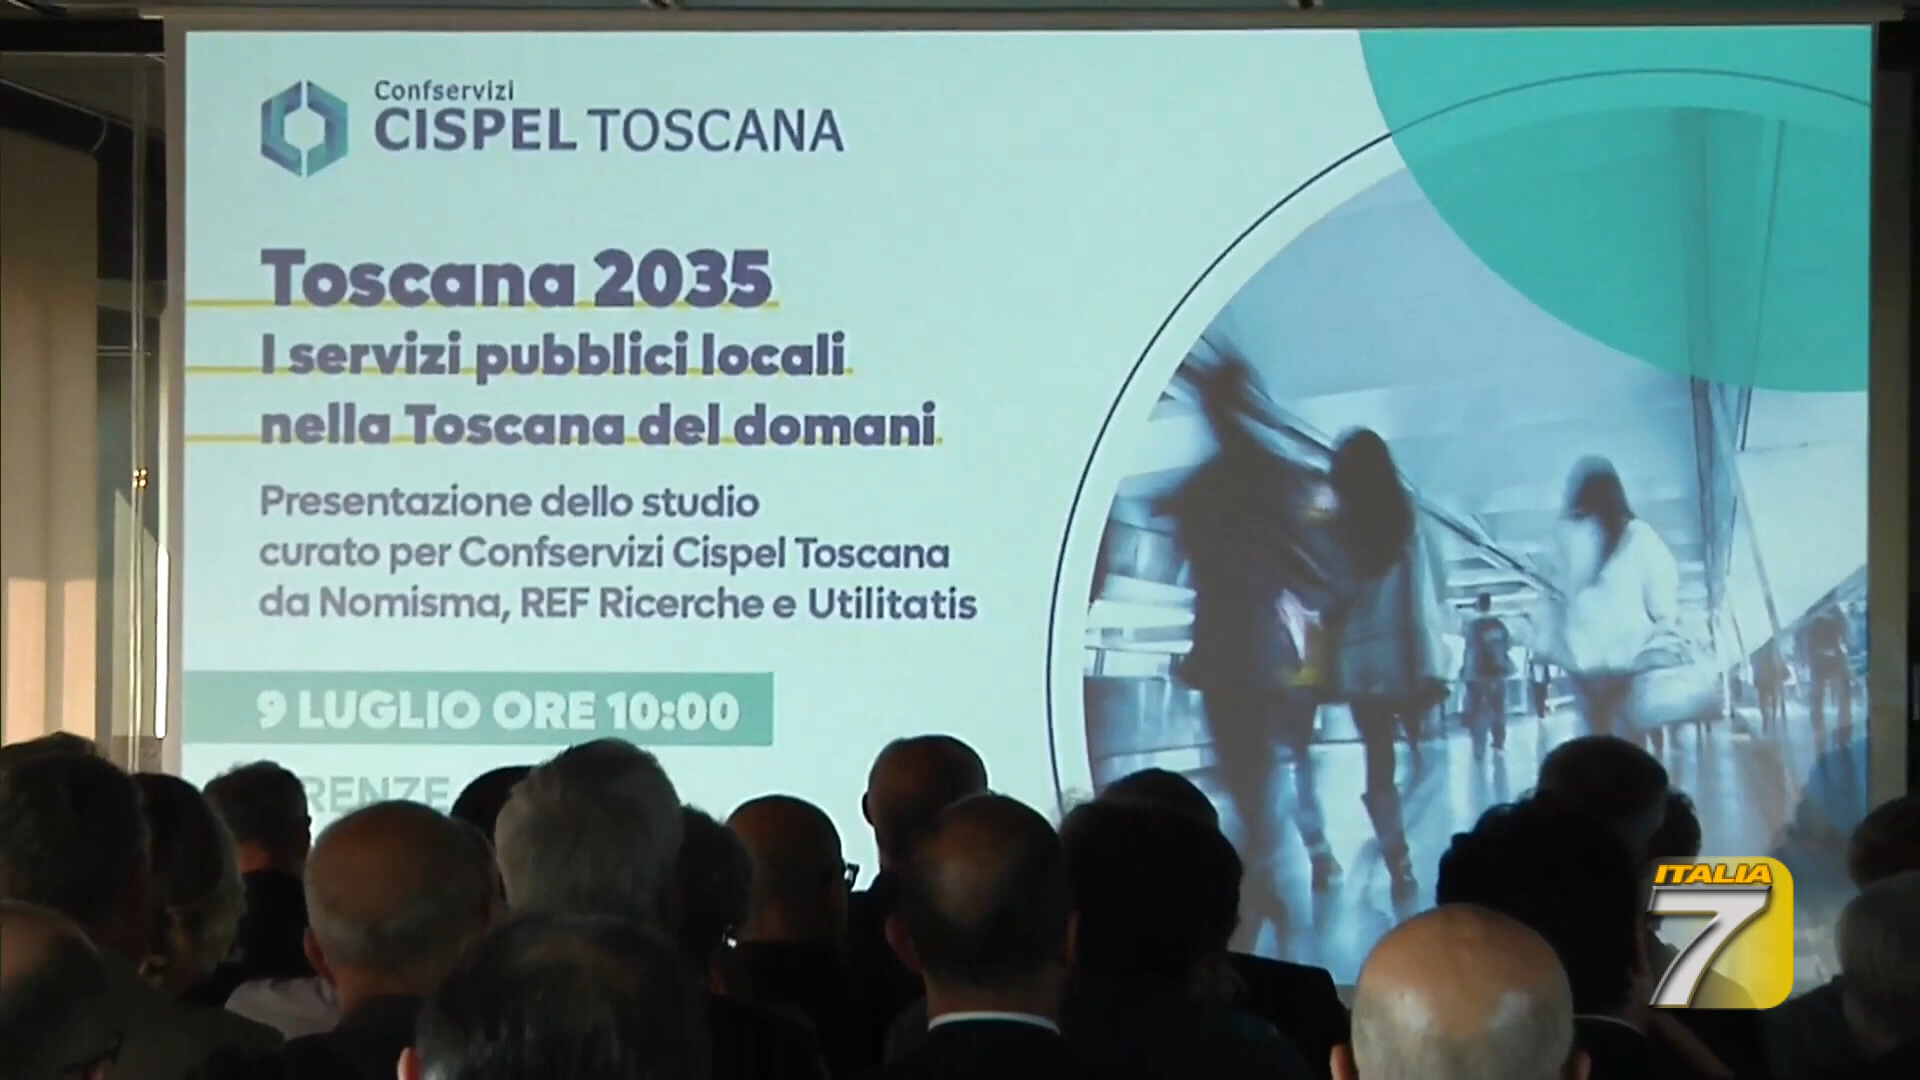 Confservizi
CISPEL TOSCANA
Toscana 2035
I servizi pubblici locali
nella Toscana del domani
Presentazione dello studio
curato per Confservizi Cispel Toscana
da Nomisma, REF Ricerche e Utilitatis
9 LUGLIO ORE 10:00
RENZE
ITALIA
7